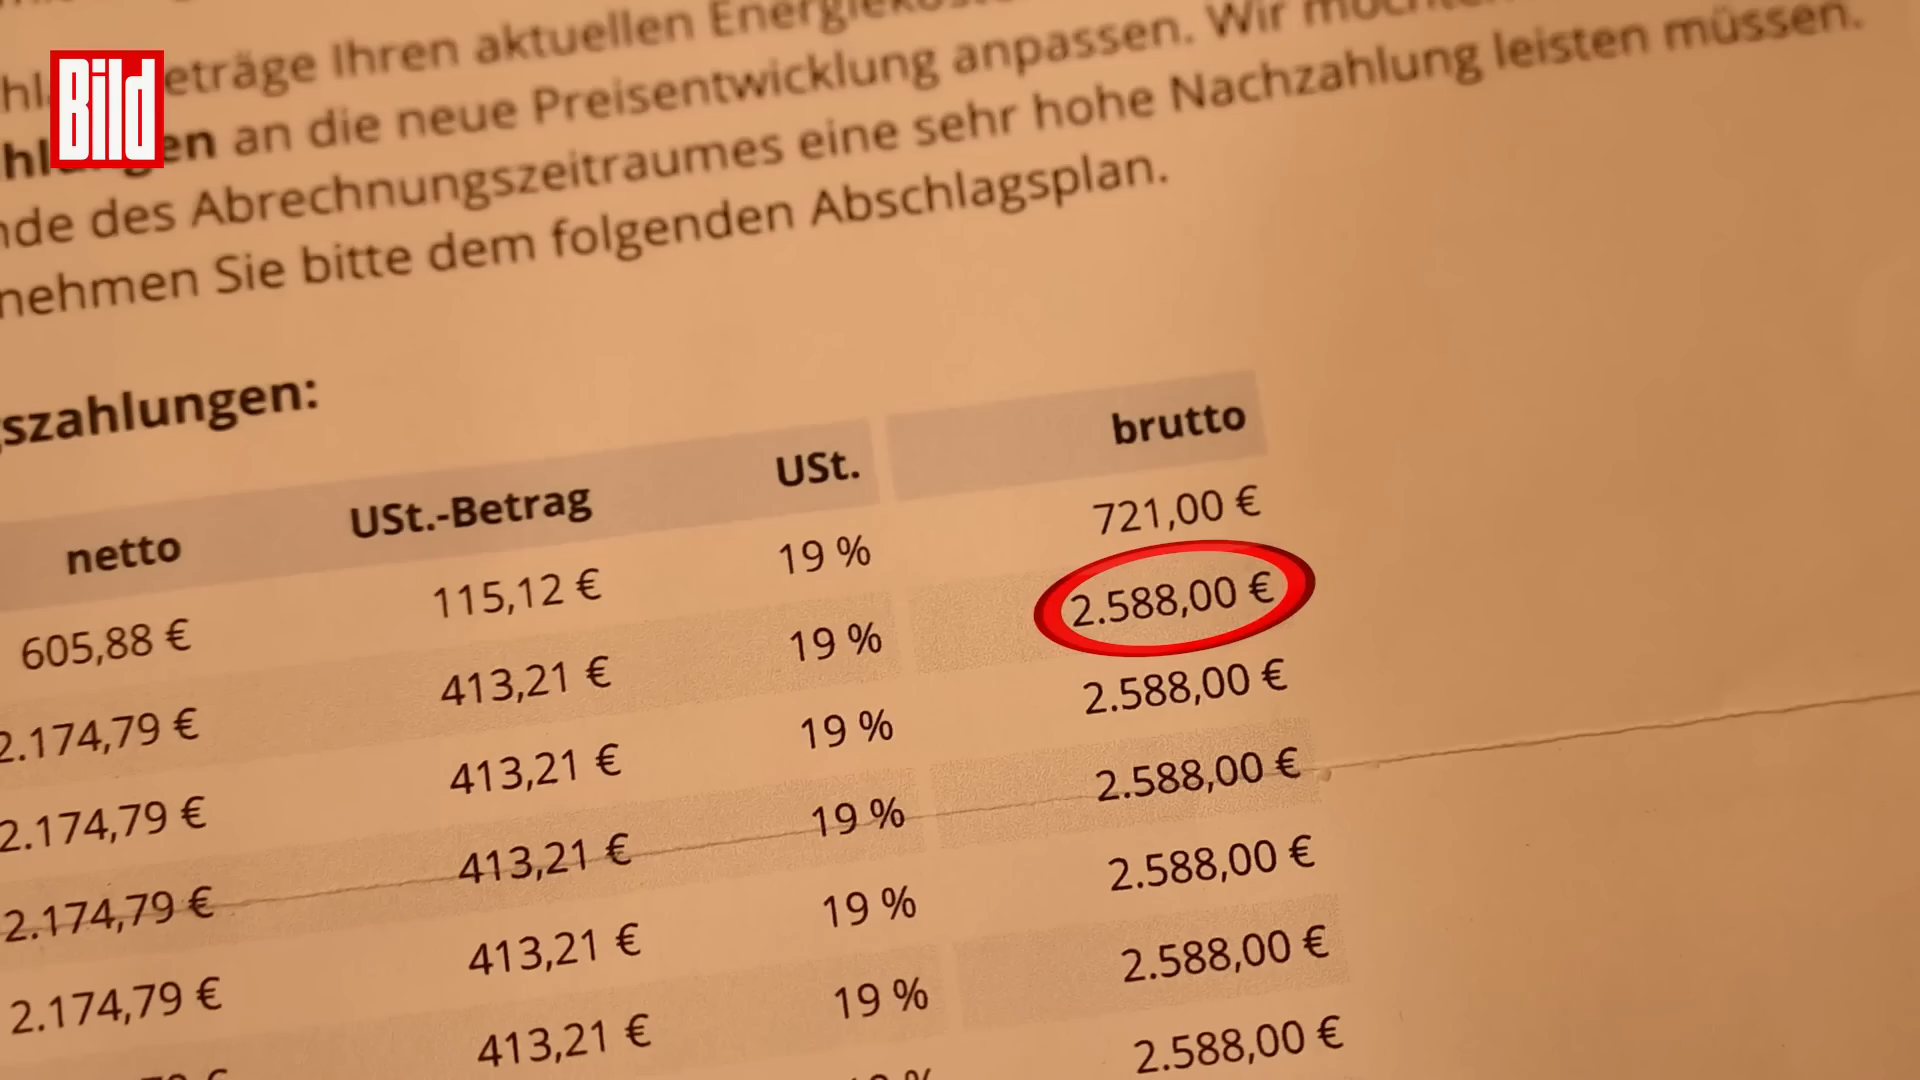 Bild
eträge Ihren aktuellen
en an die neue Preisentwicklung anpassen. Wir
des Abrechnungszeitraumes eine sehr hohe Nachzahlung leisten müssen.
nehmen Sie bitte dem folgenden Abschlagsplan.
szahlungen:
netto USt.-Betrag USt. brutto
605,88 € 115,12 € 19 % 721,00 €
2.174,79 € 413,21 € 19 % 2.588,00 €
2.174,79 € 413,21 € 19 % 2.588,00 €
2.174,79 € 413,21 € 19 % 2.588,00 €
2.174,79 € 413,21 € 19 % 2.588,00 €
413,21 € 19 % 2.588,00 €
2.588,00 €